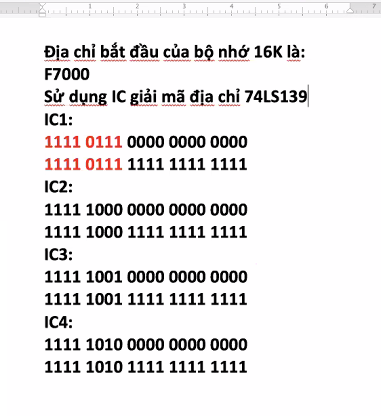 Địa chỉ bắt đầu của bộ nhớ 16K là:
F7000
Sử dụng IC giải mã địa chỉ 74LS139
IC1:
1111 0111 0000 0000 0000
1111 0111 1111 1111 1111
IC2:
1111 1000 0000 0000 0000
1111 1000 1111 1111 1111
IC3:
1111 1001 0000 0000 0000
1111 1001 1111 1111 1111
IC4:
1111 1010 0000 0000 0000
1111 1010 1111 1111 1111